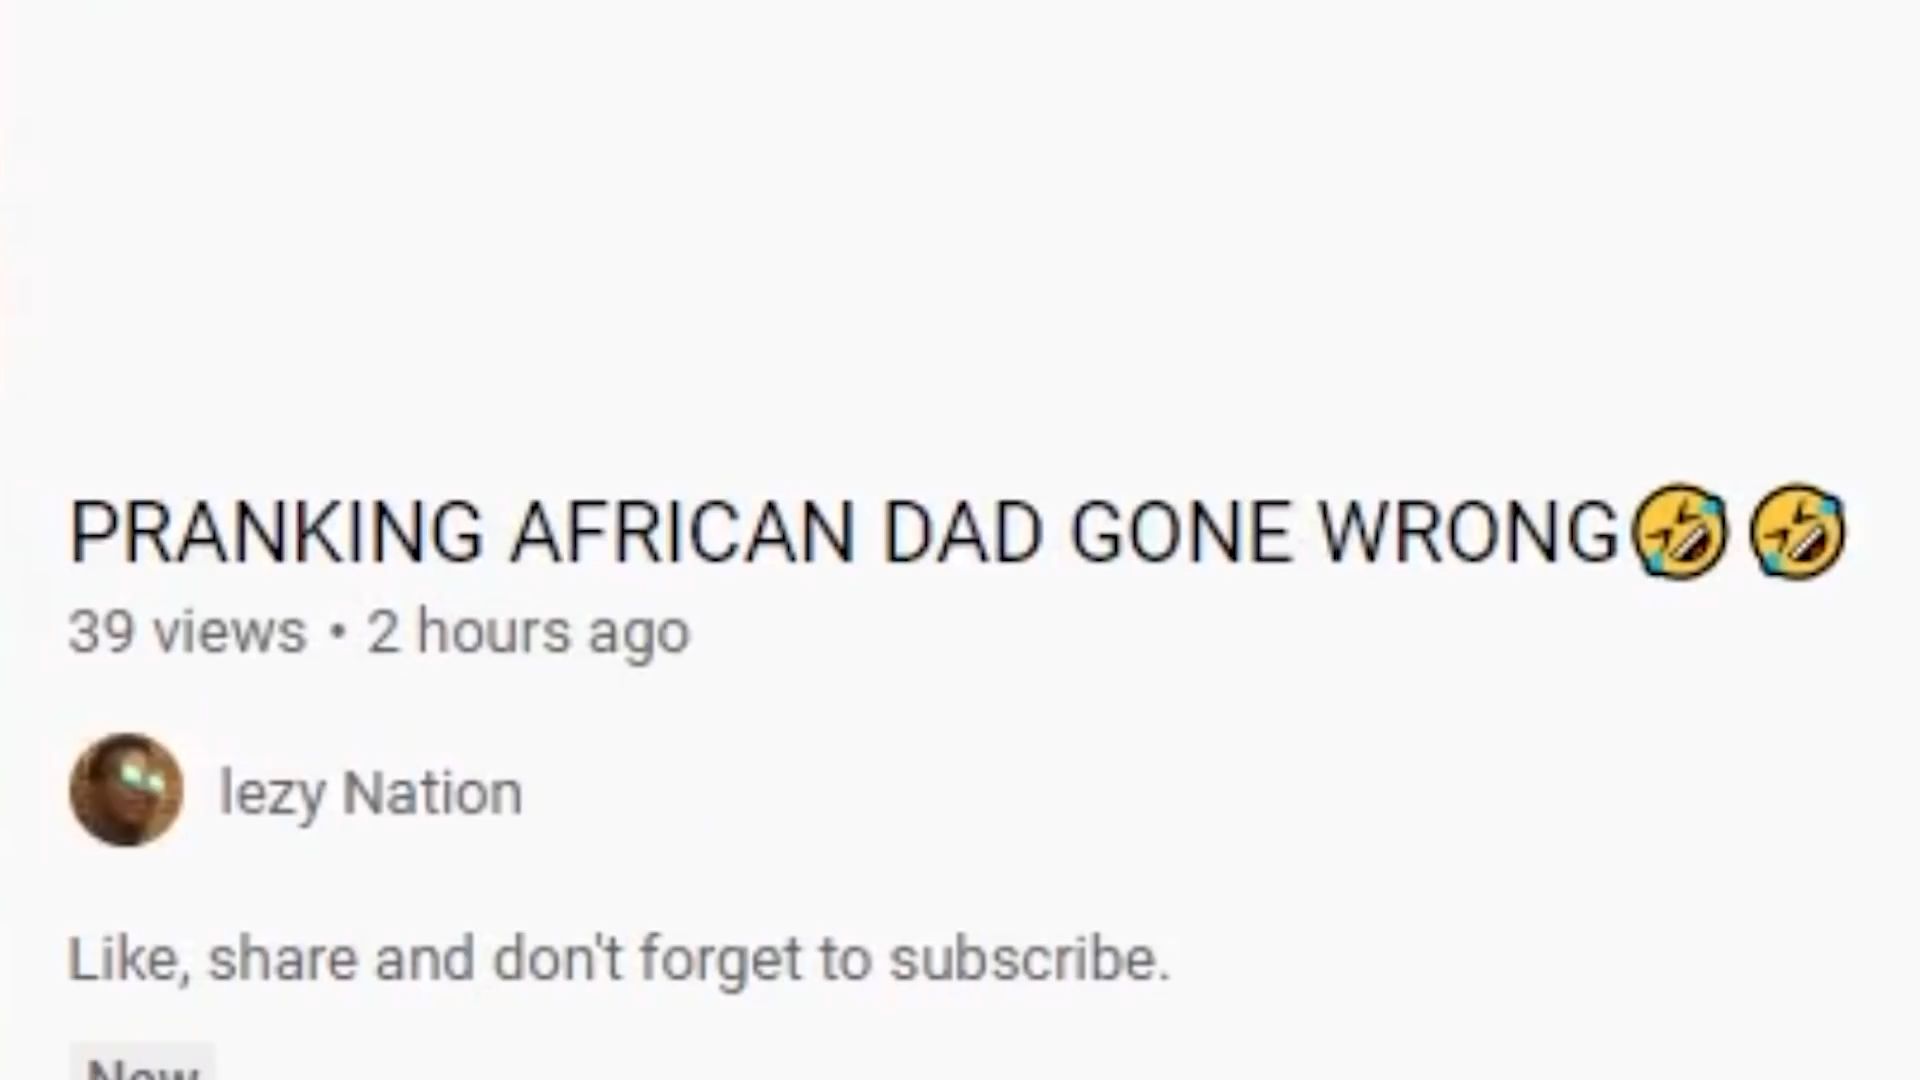 PRANKING AFRICAN DAD GONE WRONG🤣🤣
39 views • 2 hours ago
lezy Nation
Like, share and don't forget to subscribe.
New